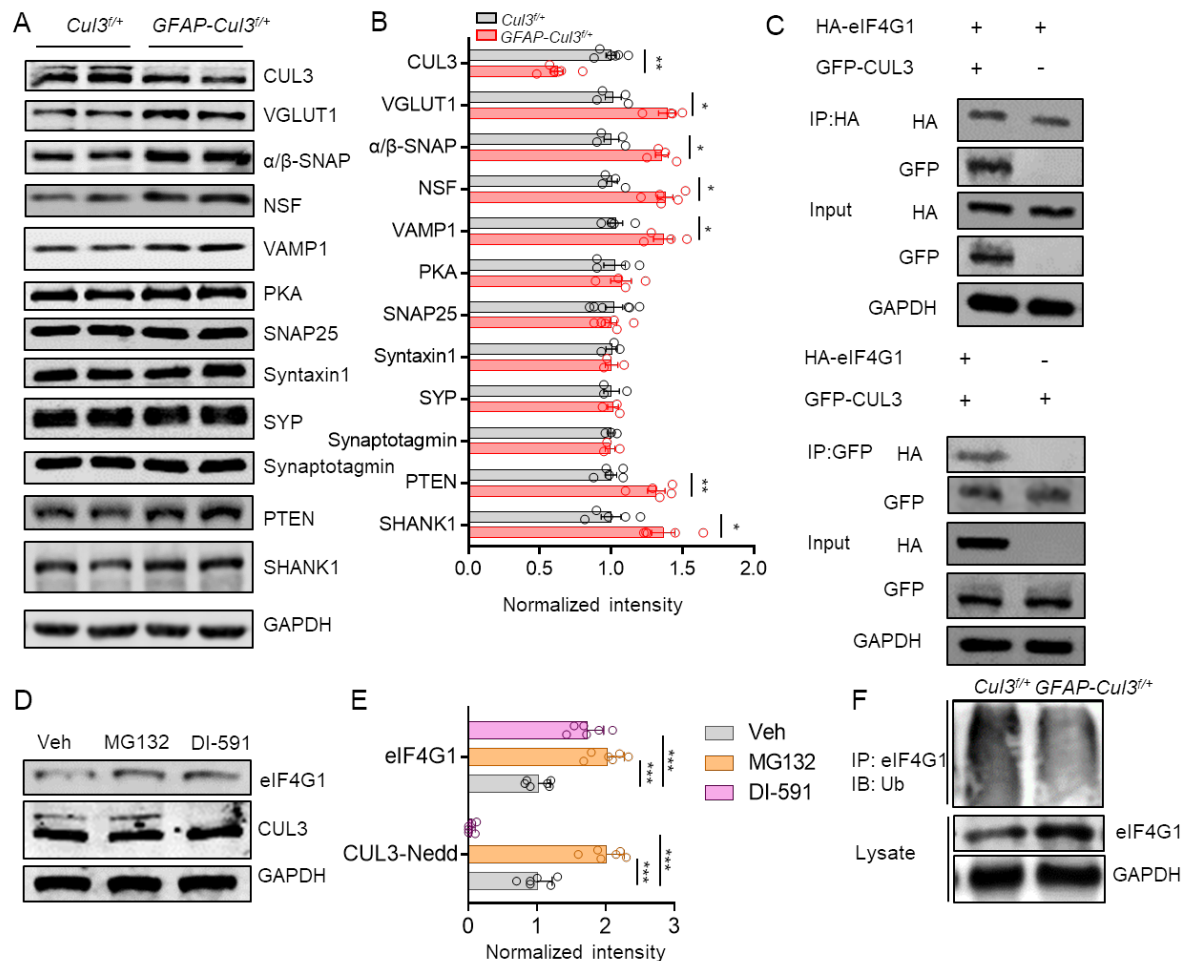 A
Cul3f/+ GFAP-Cul3f/+
CUL3
VGLUT1
α/β-SNAP
NSF
VAMP1
PKA
SNAP25
Syntaxin1
SYP
Synaptotagmin
PTEN
SHANK1
GAPDH
B
Cul3f/+
GFAP-Cul3f/+
CUL3
**
VGLUT1
*
α/β-SNAP
*
NSF
*
VAMP1
*
PKA
SNAP25
Syntaxin1
SYP
Synaptotagmin
PTEN
**
SHANK1
*
0.0 0.5 1.0 1.5 2.0
Normalized intensity
C
HA-eIF4G1 + +
GFP-CUL3 + -
IP:HA HA
GFP
Input HA
GFP
GAPDH
HA-eIF4G1 + -
GFP-CUL3 + +
IP:GFP HA
GFP
Input HA
GFP
GAPDH
D
Veh MG132 DI-591
eIF4G1
CUL3
GAPDH
E
eIF4G1
***
***
CUL3-Nedd
***
***
0 1 2 3
Normalized intensity
Veh
MG132
DI-591
F
Cul3f/+ GFAP-Cul3f/+
IP: eIF4G1
IB: Ub
eIF4G1
Lysate
GAPDH